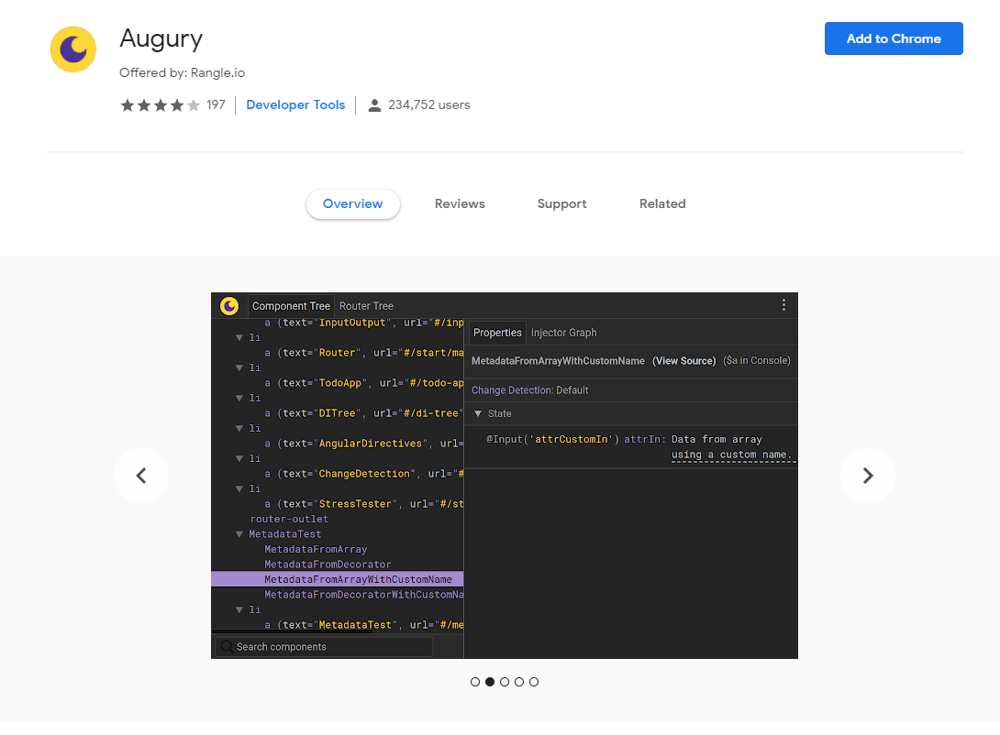 Augury
Add to Chrome
Offered by: Rangle.io
197
Developer Tools
234,752 users
Overview
Reviews
Support
Related
Component Tree
Router Tree
a (text="InputOutput", url="#/inp
li
a (text="Router", url="#/start/ma
li
a (text="TodoApp", url="#/todo-ap
li
a (text="DITree", url="#/di-tree"
li
a (text="AngularDirectives", url=
li
a (text="ChangeDetection", url="#
li
a (text="StressTester", url="#/st
router-outlet
MetadataTest
MetadataFromArray
MetadataFromDecorator
MetadataFromArrayWithCustomName
MetadataFromDecoratorWithCustomNa
li
a (text="MetadataTest", url="#/me
Search components
Properties
Injector Graph
MetadataFromArrayWithCustomName (View Source) ($a in Console)
Change Detection: Default
State
@Input('attrCustomIn') attrIn: Data from array
using a custom name.